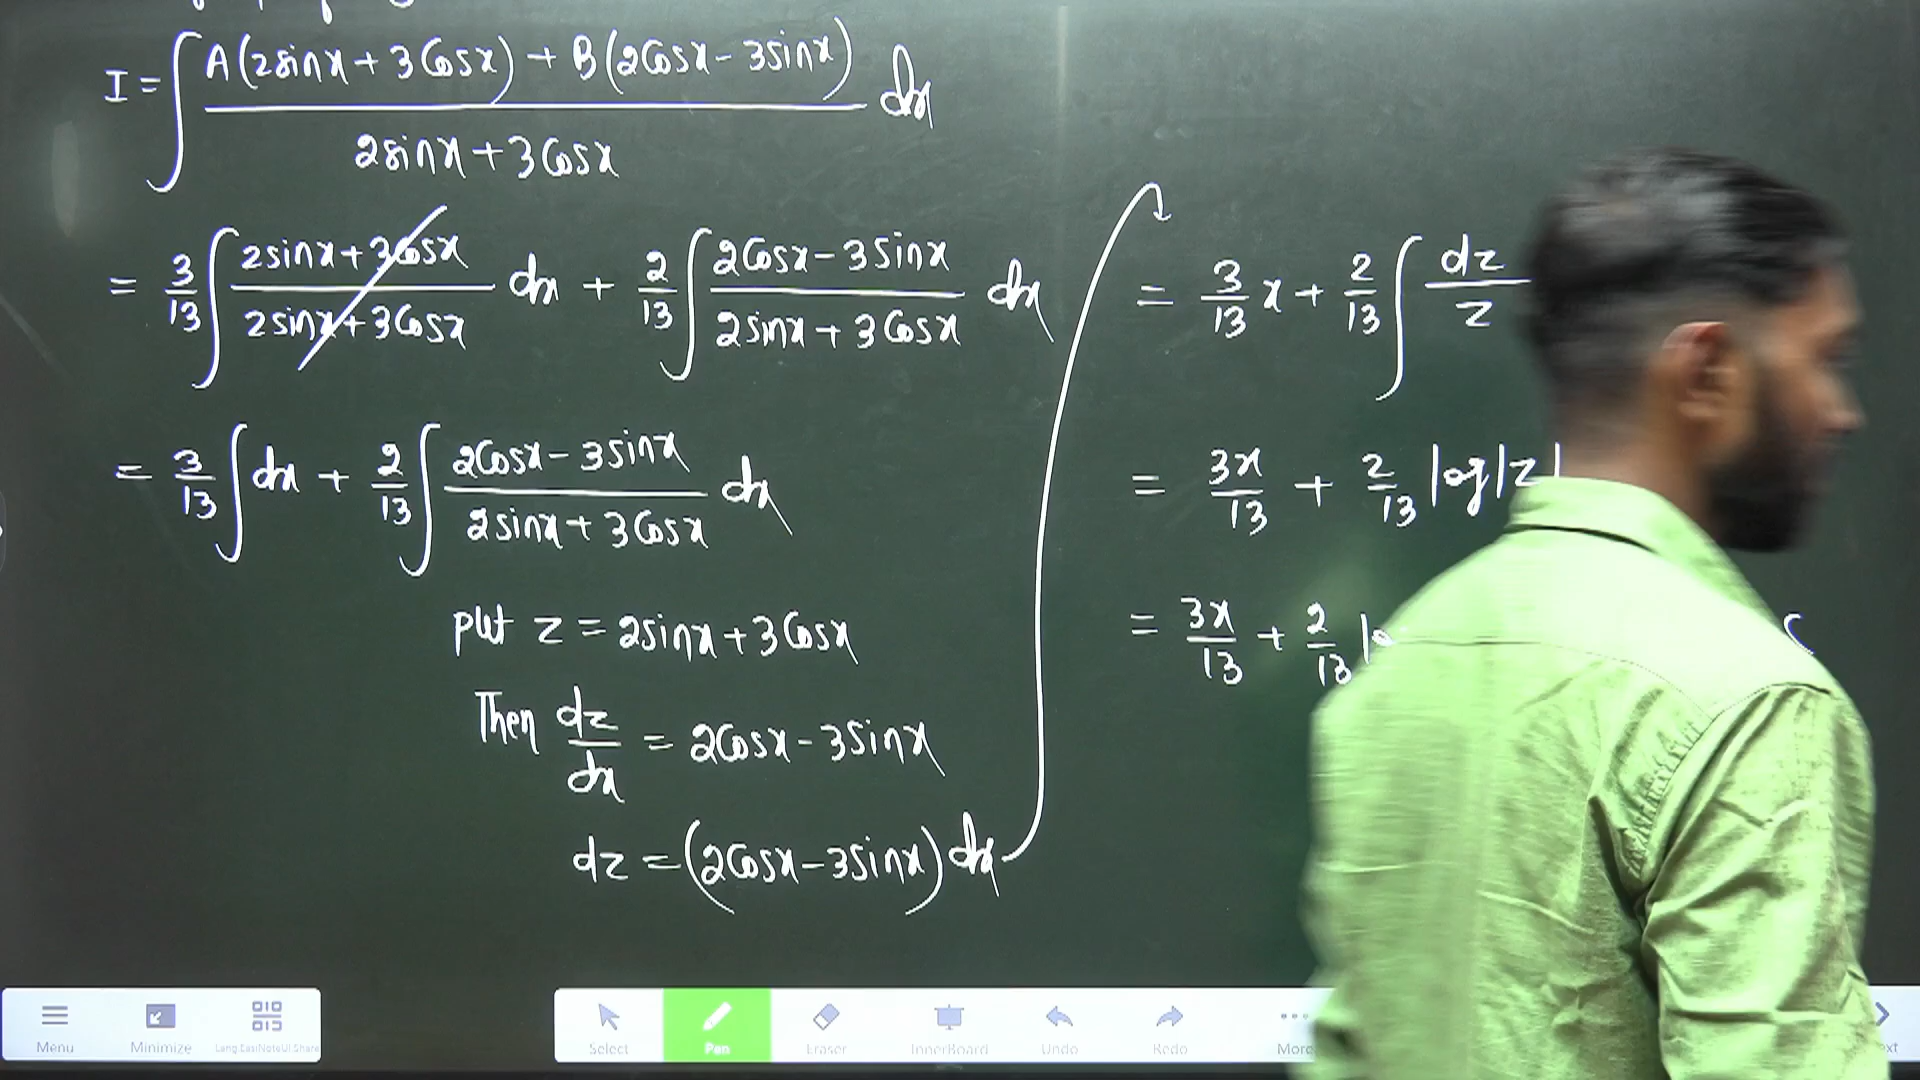 I = ∫ A(2sinx + 3Cosx) + B(2Cosx - 3sinx) / 2sinx + 3Cosx dx
= 3/13 ∫ 2sinx + 3Cosx / 2sinx + 3Cosx dx + 2/13 ∫ 2Cosx - 3sinx / 2sinx + 3Cosx dx
= 3/13 ∫ dx + 2/13 ∫ 2Cosx - 3sinx / 2sinx + 3Cosx dx
put z = 2sinx + 3Cosx
Then dz/dx = 2Cosx - 3sinx
dz = (2Cosx - 3sinx) dx
= 3/13 x + 2/13 ∫ dz/z
= 3x/13 + 2/13 log|z|
= 3x/13 + 2/13
Menu
Minimize
Lang.EasiNoteUI.Share
Select
Pen
Eraser
InnerBoard
Undo
Redo
More